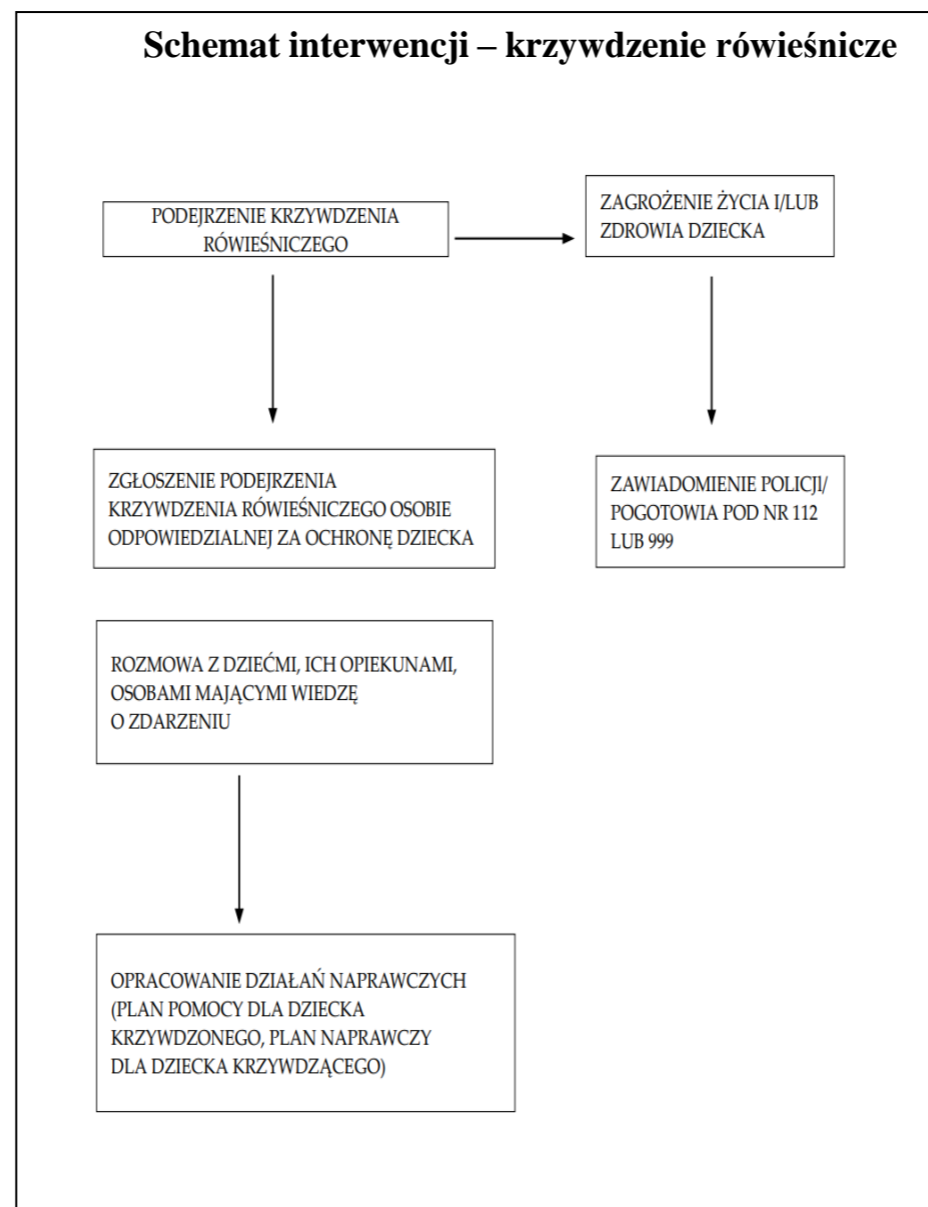 Schemat interwencji – krzywdzenie rówieśnicze
PODEJRZENIE KRZYWDZENIA
RÓWIEŚNICZEGO
ZAGROŻENIE ŻYCIA I/LUB
ZDROWIA DZIECKA
ZGŁOSZENIE PODEJRZENIA
KRZYWDZENIA RÓWIEŚNICZEGO OSOBIE
ODPOWIEDZIALNEJ ZA OCHRONĘ DZIECKA
ZAWIADOMIENIE POLICJI/
POGOTOWIA POD NR 112
LUB 999
ROZMOWA Z DZIEĆMI, ICH OPIEKUNAMI,
OSOBAMI MAJĄCYMI WIEDZĘ
O ZDARZENIU
OPRACOWANIE DZIAŁAŃ NAPRAWCZYCH
(PLAN POMOCY DLA DZIECKA
KRZYWDZONEGO, PLAN NAPRAWCZY
DLA DZIECKA KRZYWDZĄCEGO)